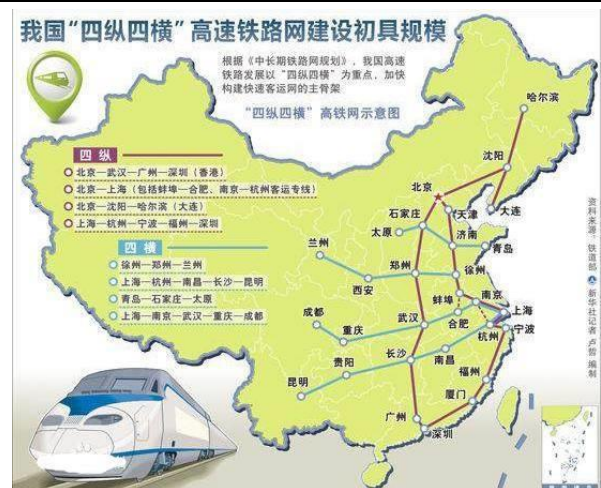 我国“四纵四横”高速铁路网建设初具规模
根据《中长期铁路网规划》，我国高速
铁路发展以“四纵四横”为重点，加快
构建快速客运网的主骨架
“四纵四横”高铁网示意图
四 纵
北京—武汉—广州—深圳（香港）
北京—上海（包括蚌埠—合肥、南京—杭州客运专线）
北京—沈阳—哈尔滨（大连）
上海—杭州—宁波—福州—深圳
四 横
徐州—郑州—兰州
上海—杭州—南昌—长沙—昆明
青岛—石家庄—太原
上海—南京—武汉—重庆—成都
哈尔滨
沈阳
北京
天津
大连
石家庄
太原
济南
青岛
兰州
郑州
徐州
西安
蚌埠
南京
上海
成都
武汉
合肥
杭州
宁波
重庆
贵阳
长沙
南昌
昆明
福州
厦门
广州
深圳
资料来源：铁道部
新华社记者 卢哲 编制